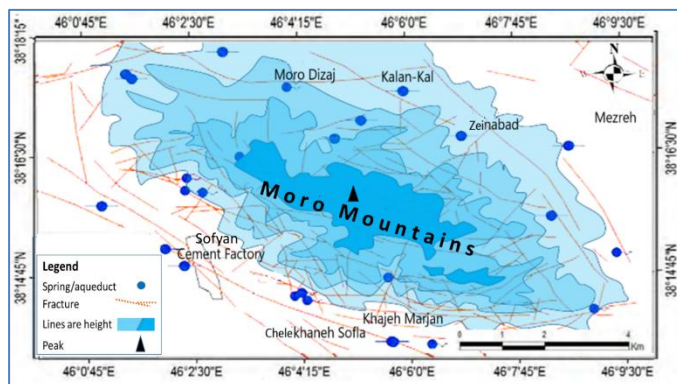 46°0'45"E 46°2'30"E 46°4'15"E 46°6'0"E 46°7'45"E 46°9'30"E
38°18'15"
38°16'30"N
38°14'45"N
N
Moro Dizaj
Kalan-Kal
Mezreh
Zeinabad
38°16'30"N
Moro Mountains
Sofyan
Cement Factory
Legend
Spring/aqueduct
Fracture
Lines are height
Peak
38°14'45"N
Khajeh Marjan
Chelekhaneh Sofla
0 1 2 4
Km
46°0'45"E 46°2'30"E 46°4'15"E 46°6'0"E 46°7'45"E 46°9'30"E